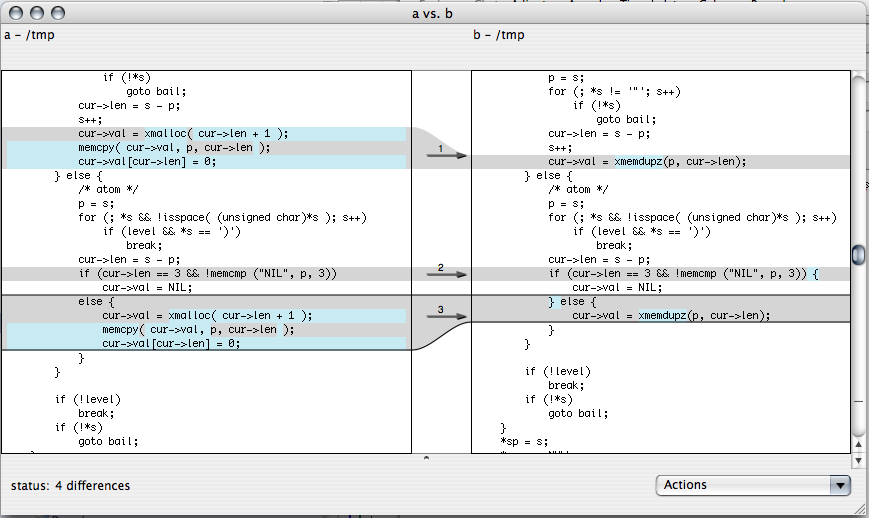 a vs. b
a - /tmp
b - /tmp
if (!*s)
goto bail;
cur->len = s - p;
s++;
cur->val = xmalloc( cur->len + 1 );
memcpy( cur->val, p, cur->len );
cur->val[cur->len] = 0;
} else {
/* atom */
p = s;
for (; *s && !isspace( (unsigned char)*s ); s++)
if (level && *s == ')')
break;
cur->len = s - p;
if (cur->len == 3 && !memcmp ("NIL", p, 3))
cur->val = NIL;
else {
cur->val = xmalloc( cur->len + 1 );
memcpy( cur->val, p, cur->len );
cur->val[cur->len] = 0;
}
}
if (!level)
break;
if (!*s)
goto bail;
1
2
3
p = s;
for (; *s != '"'; s++)
if (!*s)
goto bail;
cur->len = s - p;
s++;
cur->val = xmemdupz(p, cur->len);
} else {
/* atom */
p = s;
for (; *s && !isspace( (unsigned char)*s ); s++)
if (level && *s == ')')
break;
cur->len = s - p;
if (cur->len == 3 && !memcmp ("NIL", p, 3)) {
cur->val = NIL;
} else {
cur->val = xmemdupz(p, cur->len);
}
}
if (!level)
break;
if (!*s)
goto bail;
}
*sp = s;
status: 4 differences
Actions